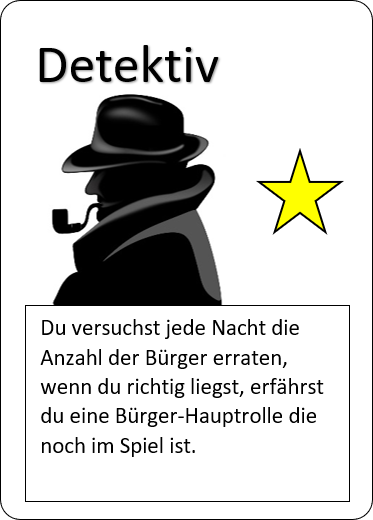 Detektiv
Du versuchst jede Nacht die
Anzahl der Bürger erraten,
wenn du richtig liegst, erfährst
du eine Bürger-Hauptrolle die
noch im Spiel ist.